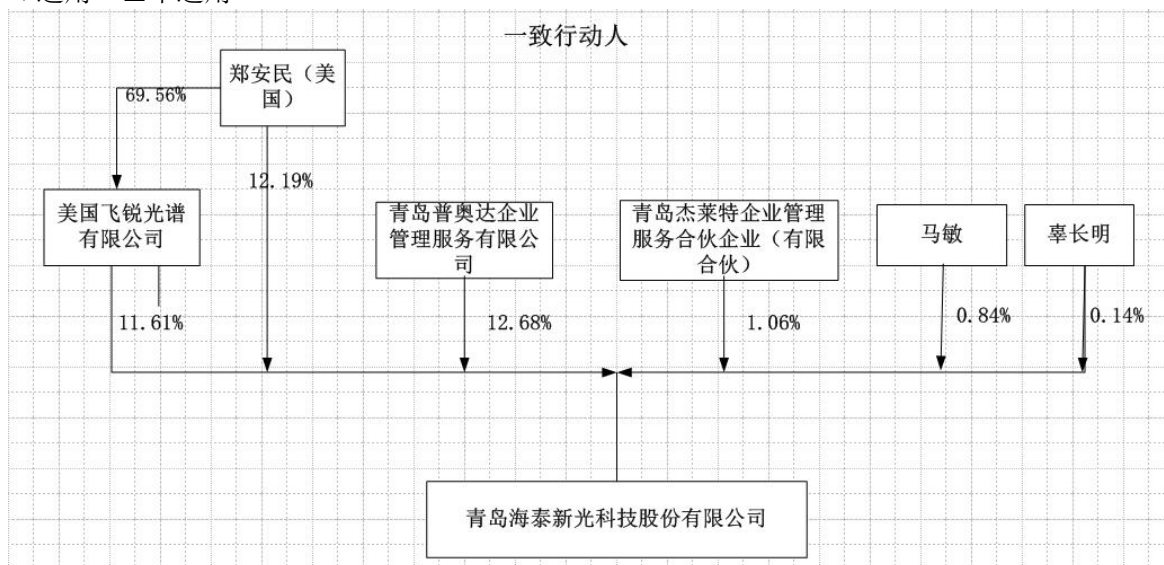 一致行动人
郑安民（美
国）
69.56%
12.19%
美国飞锐光谱
有限公司
青岛普奥达企业
管理服务有限公
司
青岛杰莱特企业管理
服务合伙企业（有限
合伙）
马敏
辜长明
11.61%
12.68%
1.06%
0.84%
0.14%
青岛海泰新光科技股份有限公司